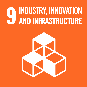 9 INDUSTRY, INNOVATION
AND INFRASTRUCTURE